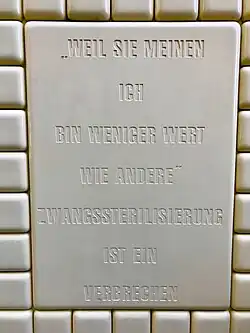 „WEIL SIE MEINEN
ICH
BIN WENIGER WERT
WIE ANDERE“
ZWANGSSTERILISIERUNG
IST EIN
VERBRECHEN